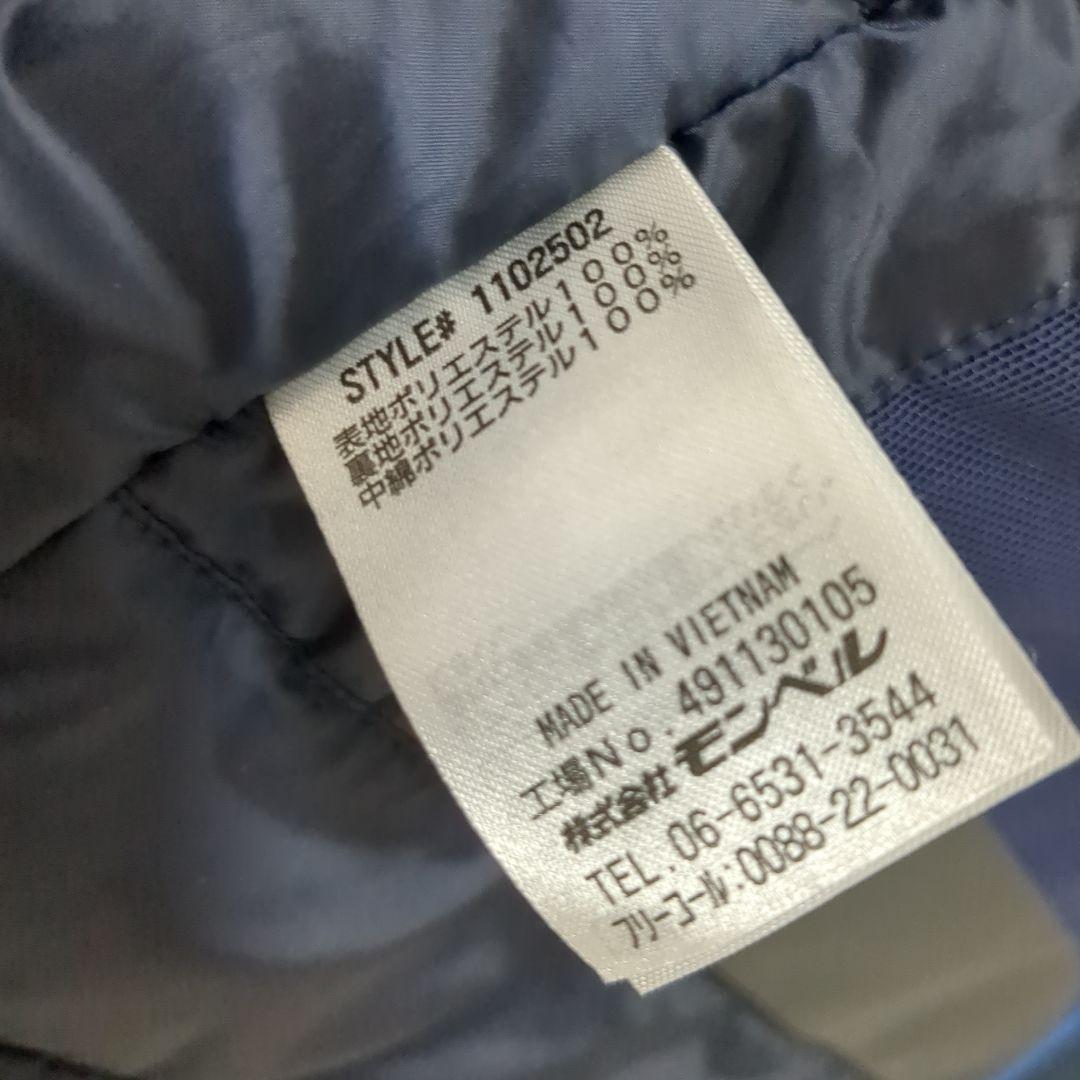 STYLE# 1102502
表地ポリエステル100%
裏地ポリエステル100%
中綿ポリエステル100%
MADE IN VIETNAM
工場No.491130105
株式会社モンベル
TEL.06-6531-3544
フリーコール:0088-22-0031